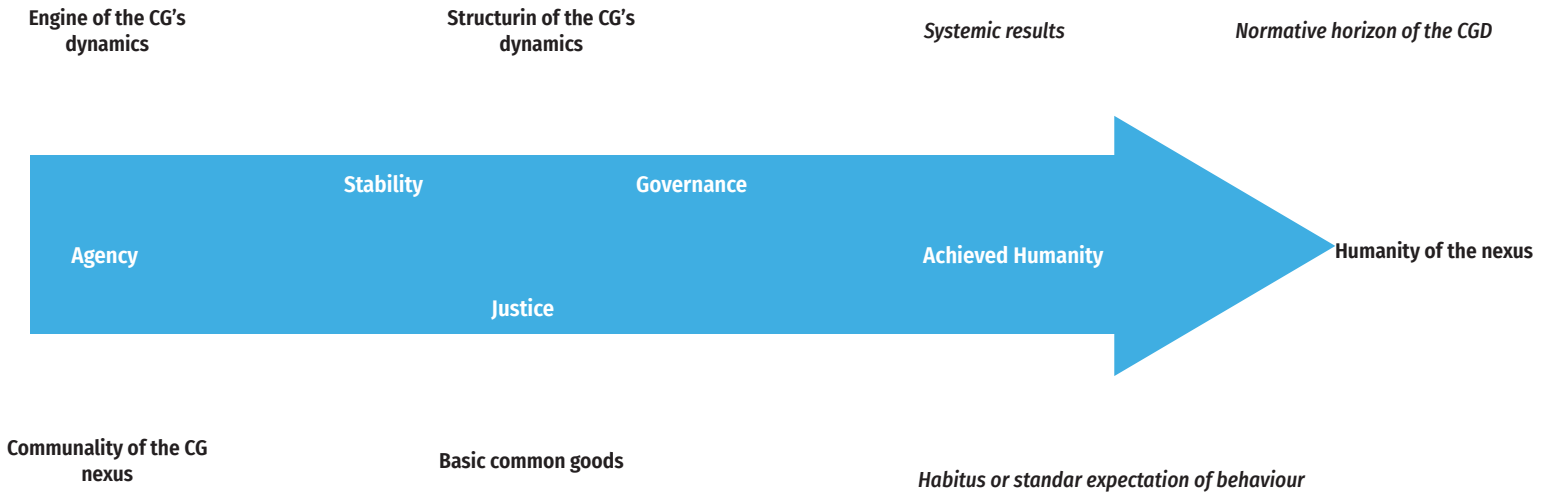 Engine of the CG's
dynamics
Structurin of the CG's
dynamics
Systemic results
Normative horizon of the CGD
Stability
Governance
Agency
Achieved Humanity
Humanity of the nexus
Justice
Communality of the CG
nexus
Basic common goods
Habitus or standar expectation of behaviour